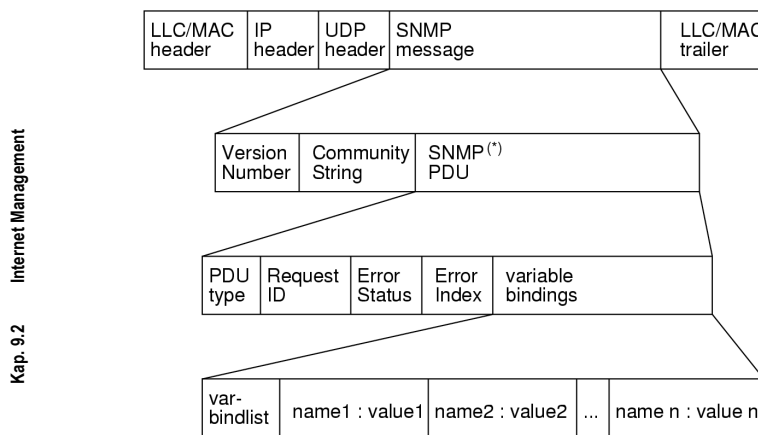 LLC/MAC header
IP header
UDP header
SNMP message
LLC/MAC trailer
Version Number
Community String
SNMP (*) PDU
PDU type
Request ID
Error Status
Error Index
variable bindings
var-bindlist
name1 : value1
name2 : value2
...
name n : value n
Kap. 9.2 Internet Management